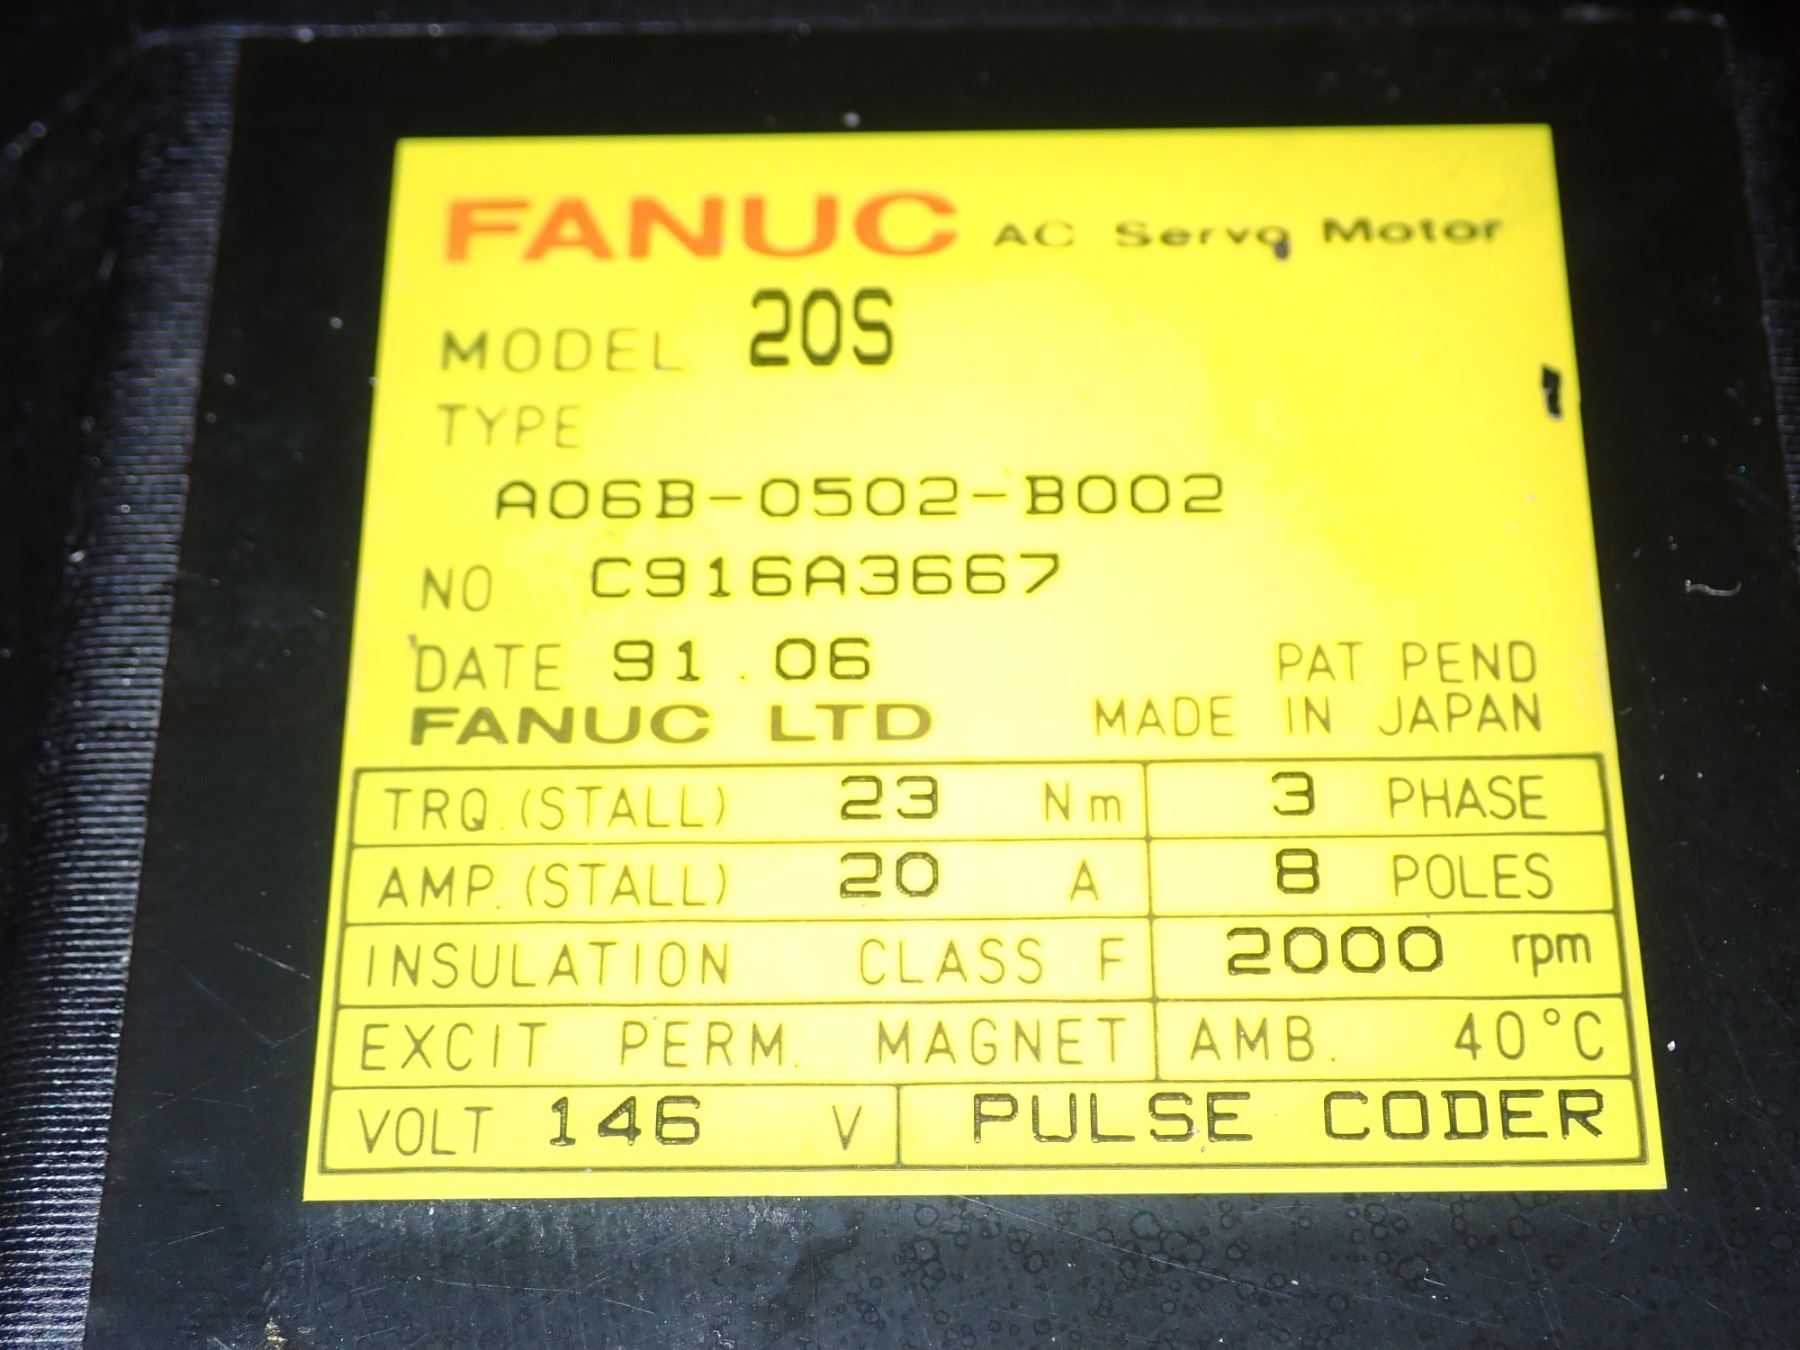 FANUC AC Servo Motor
MODEL 20S
TYPE
A06B-0502-B002
NO C916A3667
DATE 91.06 PAT PEND
FANUC LTD MADE IN JAPAN
TRQ.(STALL) 23 Nm 3 PHASE
AMP.(STALL) 20 A 8 POLES
INSULATION CLASS F 2000 rpm
EXCIT PERM. MAGNET AMB. 40°C
VOLT 146 V PULSE CODER